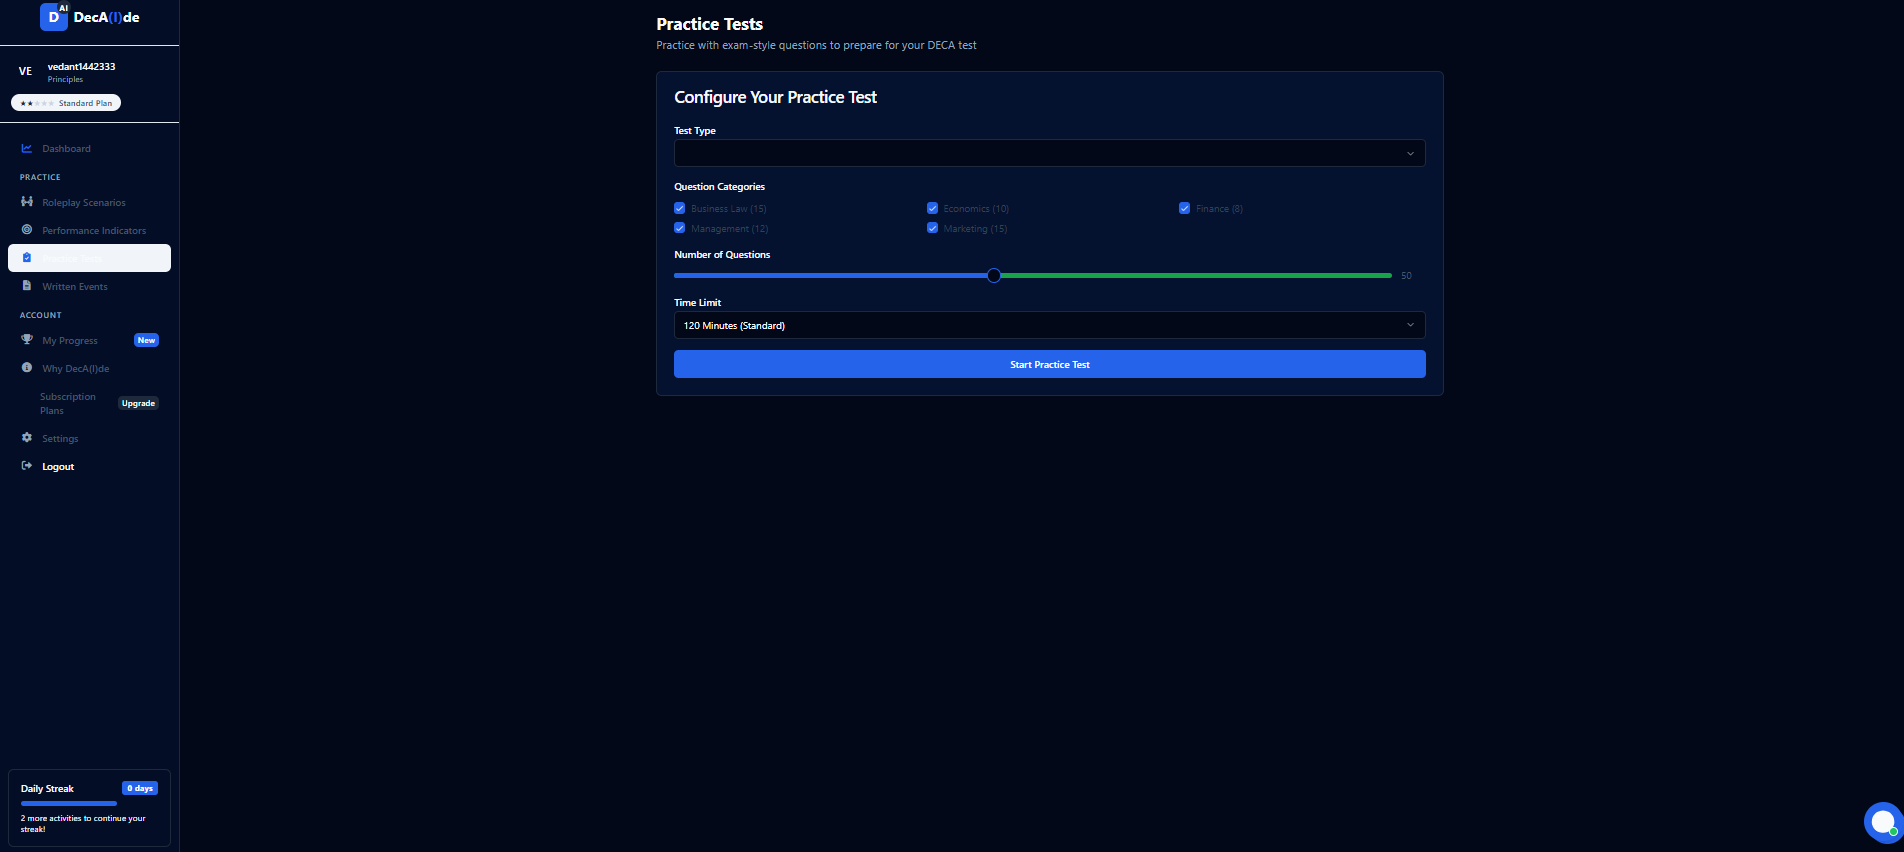 D AI DecA(I)de
VE
vedant1442333
Principles
★★★★★ Standard Plan
Dashboard
PRACTICE
Roleplay Scenarios
Performance Indicators
Practice Tests
Written Events
ACCOUNT
My Progress New
Why DecA(I)de
Subscription
Plans
Upgrade
Settings
Logout
Daily Streak 0 days
2 more activities to continue your
streak!
Practice Tests
Practice with exam-style questions to prepare for your DECA test
Configure Your Practice Test
Test Type
Question Categories
Business Law (15) Economics (10) Finance (8)
Management (12) Marketing (15)
Number of Questions
50
Time Limit
120 Minutes (Standard)
Start Practice Test